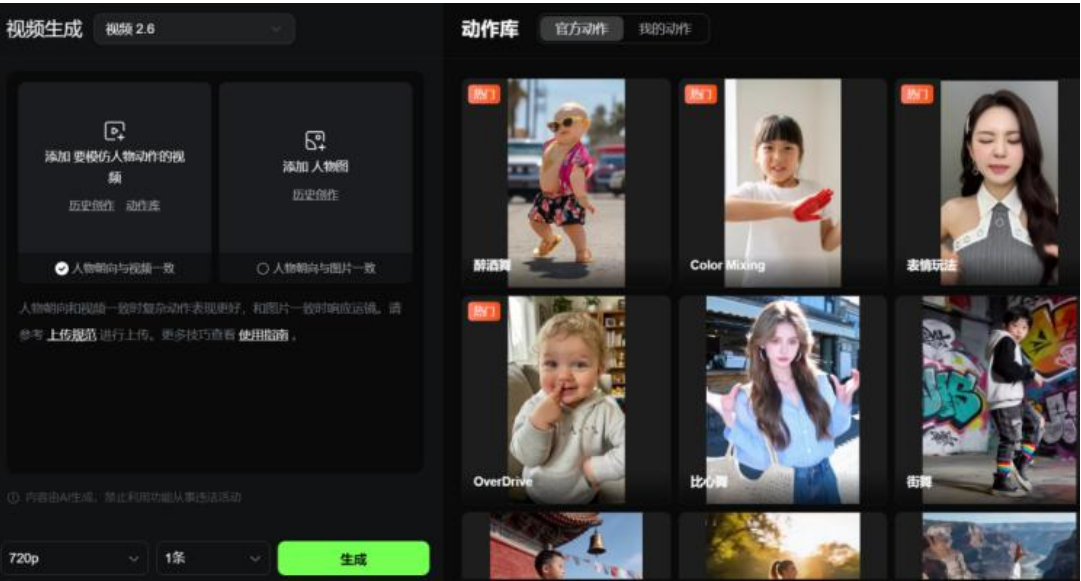 视频生成
视频 2.6
添加 要模仿人物动作的视
频
历史创作 动作库
人物朝向与视频一致
添加 人物图
历史创作
人物朝向与图片一致
人物朝向和视频一致时复杂动作表现更好，和图片一致时响应运镜。请
参考 上传规范 进行上传。更多技巧查看 使用指南 。
内容由AI生成，禁止利用功能从事违法活动
720p
1条
生成
动作库
官方动作
我的动作
热门
醉酒舞
热门
Color Mixing
热门
表情玩法
热门
OverDrive
比心舞
街舞